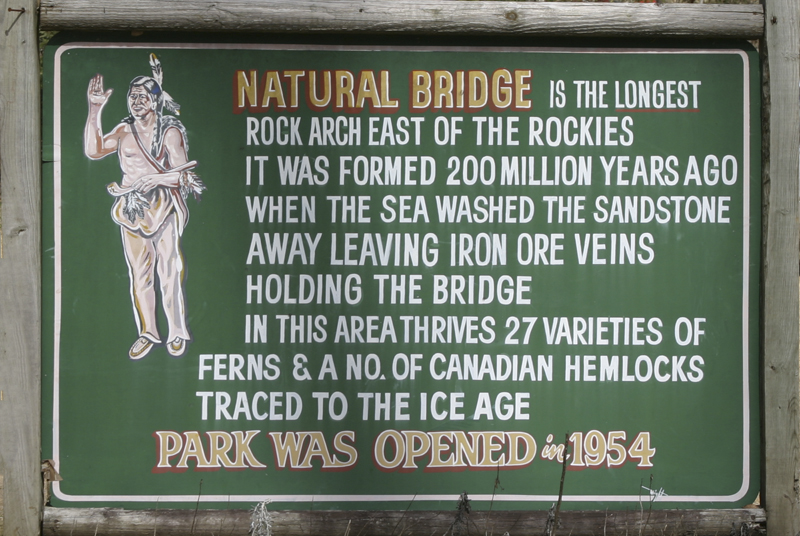 NATURAL BRIDGE IS THE LONGEST
ROCK ARCH EAST OF THE ROCKIES
IT WAS FORMED 200 MILLION YEARS AGO
WHEN THE SEA WASHED THE SANDSTONE
AWAY LEAVING IRON ORE VEINS
HOLDING THE BRIDGE
IN THIS AREA THRIVES 27 VARIETIES OF
FERNS & A NO. OF CANADIAN HEMLOCKS
TRACED TO THE ICE AGE
PARK WAS OPENED in 1954